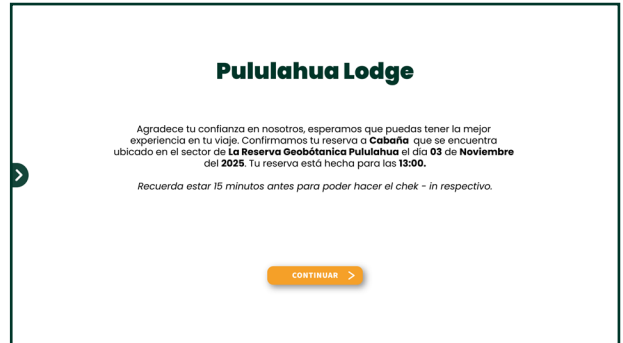 Pululahua Lodge
Agradece tu confianza en nosotros, esperamos que puedas tener la mejor
experiencia en tu viaje. Confirmamos tu reserva a Cabaña que se encuentra
ubicado en el sector de La Reserva Geobótanica Pululahua el día 03 de Noviembre
del 2025. Tu reserva está hecha para las 13:00.
Recuerda estar 15 minutos antes para poder hacer el chek - in respectivo.
CONTINUAR